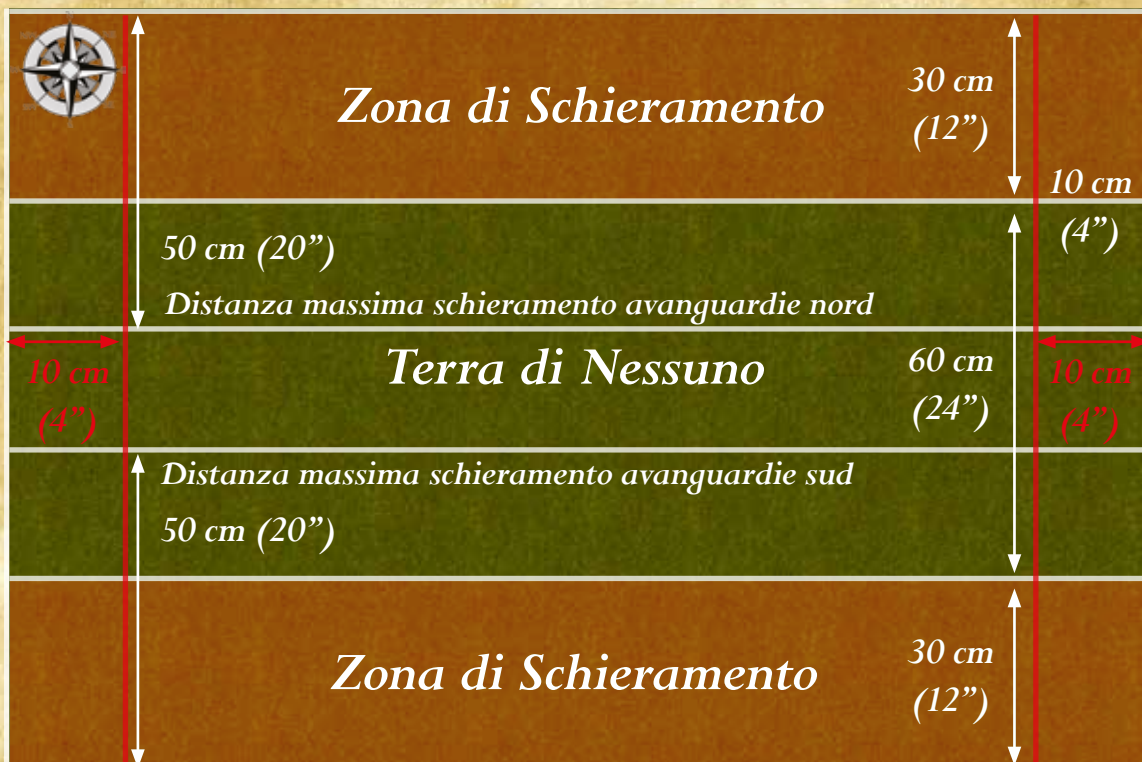 Zona di Schieramento
30 cm
(12”)
10 cm
(4”)
50 cm (20”)
Distanza massima schieramento avanguardie nord
10 cm
(4”)
Terra di Nessuno
60 cm
(24”)
10 cm
(4”)
Distanza massima schieramento avanguardie sud
50 cm (20”)
Zona di Schieramento
30 cm
(12”)